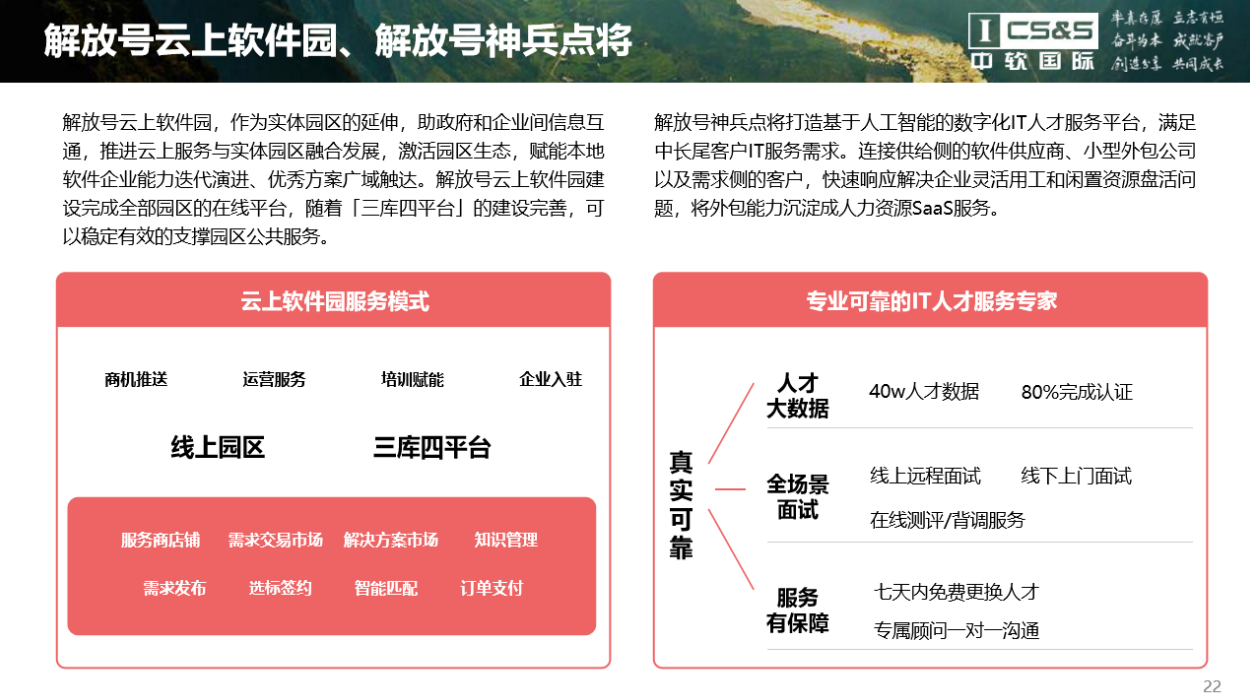 解放号云上软件园、解放号神兵点将
I CS&S
中软国际
率真存厚 立志有恒
奋斗为本 成就客户
创造分享 共同成长
解放号云上软件园，作为实体园区的延伸，助政府和企业间信息互
通，推进云上服务与实体园区融合发展，激活园区生态，赋能本地
软件企业能力迭代演进、优秀方案广域触达。解放号云上软件园建
设完成全部园区的在线平台，随着「三库四平台」的建设完善，可
以稳定有效的支撑园区公共服务。
解放号神兵点将打造基于人工智能的数字化IT人才服务平台，满足
中长尾客户IT服务需求。连接供给侧的软件供应商、小型外包公司
以及需求侧的客户，快速响应解决企业灵活用工和闲置资源盘活问
题，将外包能力沉淀成人力资源SaaS服务。
云上软件园服务模式
商机推送 运营服务 培训赋能 企业入驻
线上园区 三库四平台
服务商店铺 需求交易市场 解决方案市场 知识管理
需求发布 选标签约 智能匹配 订单支付
专业可靠的IT人才服务专家
真实可靠
人才
大数据
40w人才数据 80%完成认证
全场景
面试
线上远程面试 线下上门面试
在线测评/背调服务
服务
有保障
七天内免费更换人才
专属顾问一对一沟通
22